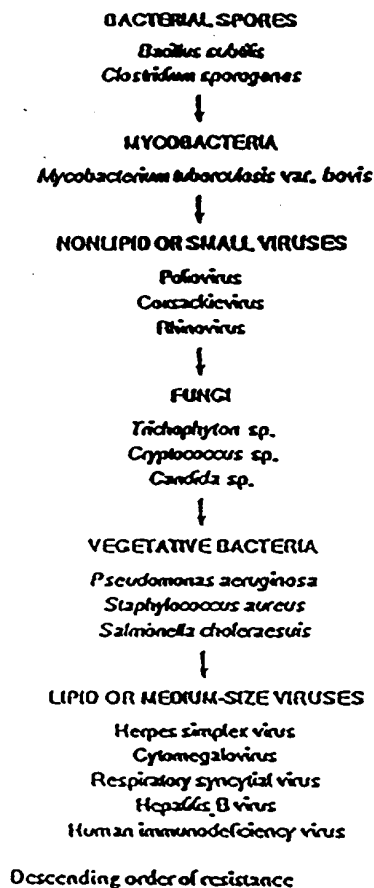 BACTERIAL SPORES
Bacillus subtilis
Clostridium sporogenes
MYCOBACTERIA
Mycobacterium tuberculosis var. bovis
NONLIPID OR SMALL VIRUSES
Poliovirus
Coxsackievirus
Rhinovirus
FUNGI
Trichophyton sp.
Cryptococcus sp.
Candida sp.
VEGETATIVE BACTERIA
Pseudomonas aeruginosa
Staphylococcus aureus
Salmonella choleraesuis
LIPID OR MEDIUM-SIZE VIRUSES
Herpes simplex virus
Cytomegalovirus
Respiratory syncytial virus
Hepatitis B virus
Human immunodeficiency virus
Descending order of resistance